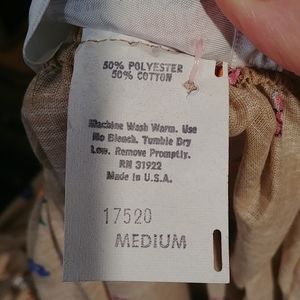 50% POLYESTER
50% COTTON
Machine Wash Warm. Use
No Bleach. Tumble Dry
Low. Remove Promptly.
RN 31922
Made In U.S.A.
17520
MEDIUM